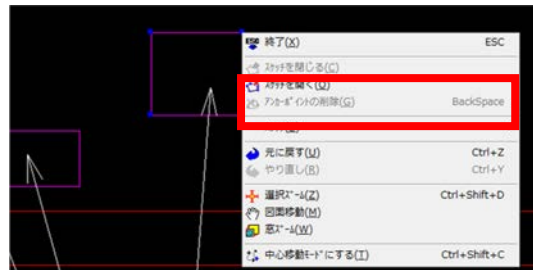 終了(X) ESC
スケッチを閉じる(C)
スケッチを開く(O)
アンカーポイントの削除(G) BackSpace
元に戻す(U) Ctrl+Z
やり直し(R) Ctrl+Y
選択ズーム(Z) Ctrl+Shift+D
図面移動(M)
窓ズーム(W)
中心移動モードにする(T) Ctrl+Shift+C